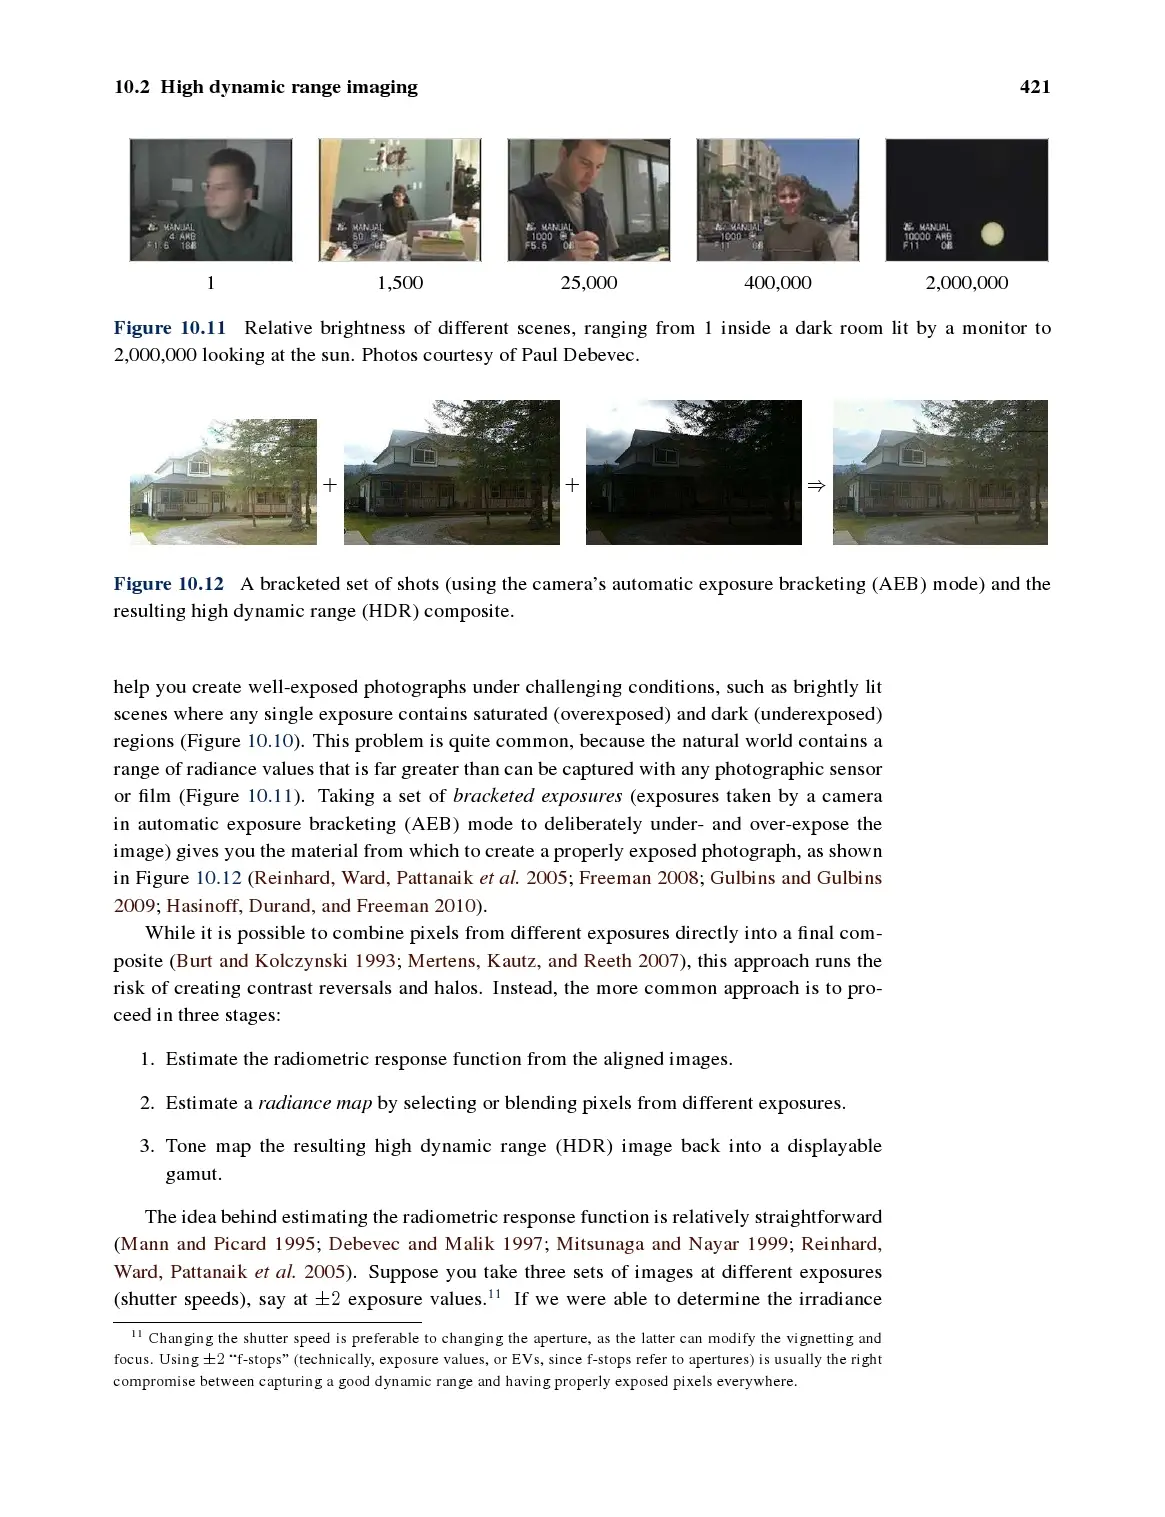 10.2 High dynamic range imaging 421
ict
MANUAL MANUAL MANUAL MANUAL MANUAL
4 AMB 60 1000 1000 10000 AMB
F1.6 18 F5.6 F11 F11
1 1,500 25,000 400,000 2,000,000
Figure 10.11 Relative brightness of different scenes, ranging from 1 inside a dark room lit by a monitor to
2,000,000 looking at the sun. Photos courtesy of Paul Debevec.
+ + ⇒
Figure 10.12 A bracketed set of shots (using the camera's automatic exposure bracketing (AEB) mode) and the
resulting high dynamic range (HDR) composite.
help you create well-exposed photographs under challenging conditions, such as brightly lit
scenes where any single exposure contains saturated (overexposed) and dark (underexposed)
regions (Figure 10.10). This problem is quite common, because the natural world contains a
range of radiance values that is far greater than can be captured with any photographic sensor
or film (Figure 10.11). Taking a set of bracketed exposures (exposures taken by a camera
in automatic exposure bracketing (AEB) mode to deliberately under- and over-expose the
image) gives you the material from which to create a properly exposed photograph, as shown
in Figure 10.12 (Reinhard, Ward, Pattanaik et al. 2005; Freeman 2008; Gulbins and Gulbins
2009; Hasinoff, Durand, and Freeman 2010).
While it is possible to combine pixels from different exposures directly into a final com-
posite (Burt and Kolczynski 1993; Mertens, Kautz, and Reeth 2007), this approach runs the
risk of creating contrast reversals and halos. Instead, the more common approach is to pro-
ceed in three stages:
1. Estimate the radiometric response function from the aligned images.
2. Estimate a radiance map by selecting or blending pixels from different exposures.
3. Tone map the resulting high dynamic range (HDR) image back into a displayable
gamut.
The idea behind estimating the radiometric response function is relatively straightforward
(Mann and Picard 1995; Debevec and Malik 1997; Mitsunaga and Nayar 1999; Reinhard,
Ward, Pattanaik et al. 2005). Suppose you take three sets of images at different exposures
(shutter speeds), say at ±2 exposure values.11 If we were able to determine the irradiance
11 Changing the shutter speed is preferable to changing the aperture, as the latter can modify the vignetting and
focus. Using ±2 “f-stops” (technically, exposure values, or EVs, since f-stops refer to apertures) is usually the right
compromise between capturing a good dynamic range and having properly exposed pixels everywhere.